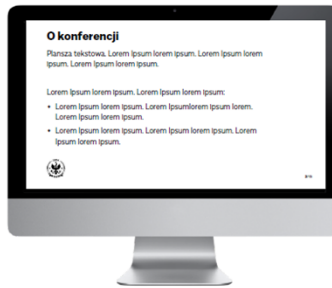 O konferencji
Plansza tekstowa. Lorem Ipsum lorem ipsum. Lorem Ipsum lorem
ipsum. Lorem Ipsum lorem ipsum.
Lorem Ipsum lorem ipsum. Lorem Ipsum lorem ipsum:
• Lorem Ipsum lorem ipsum. Lorem Ipsumlorem ipsum lorem.
Lorem Ipsum lorem ipsum.
• Lorem Ipsum lorem ipsum. Lorem Ipsum lorem ipsum. Lorem
Ipsum lorem ipsum.